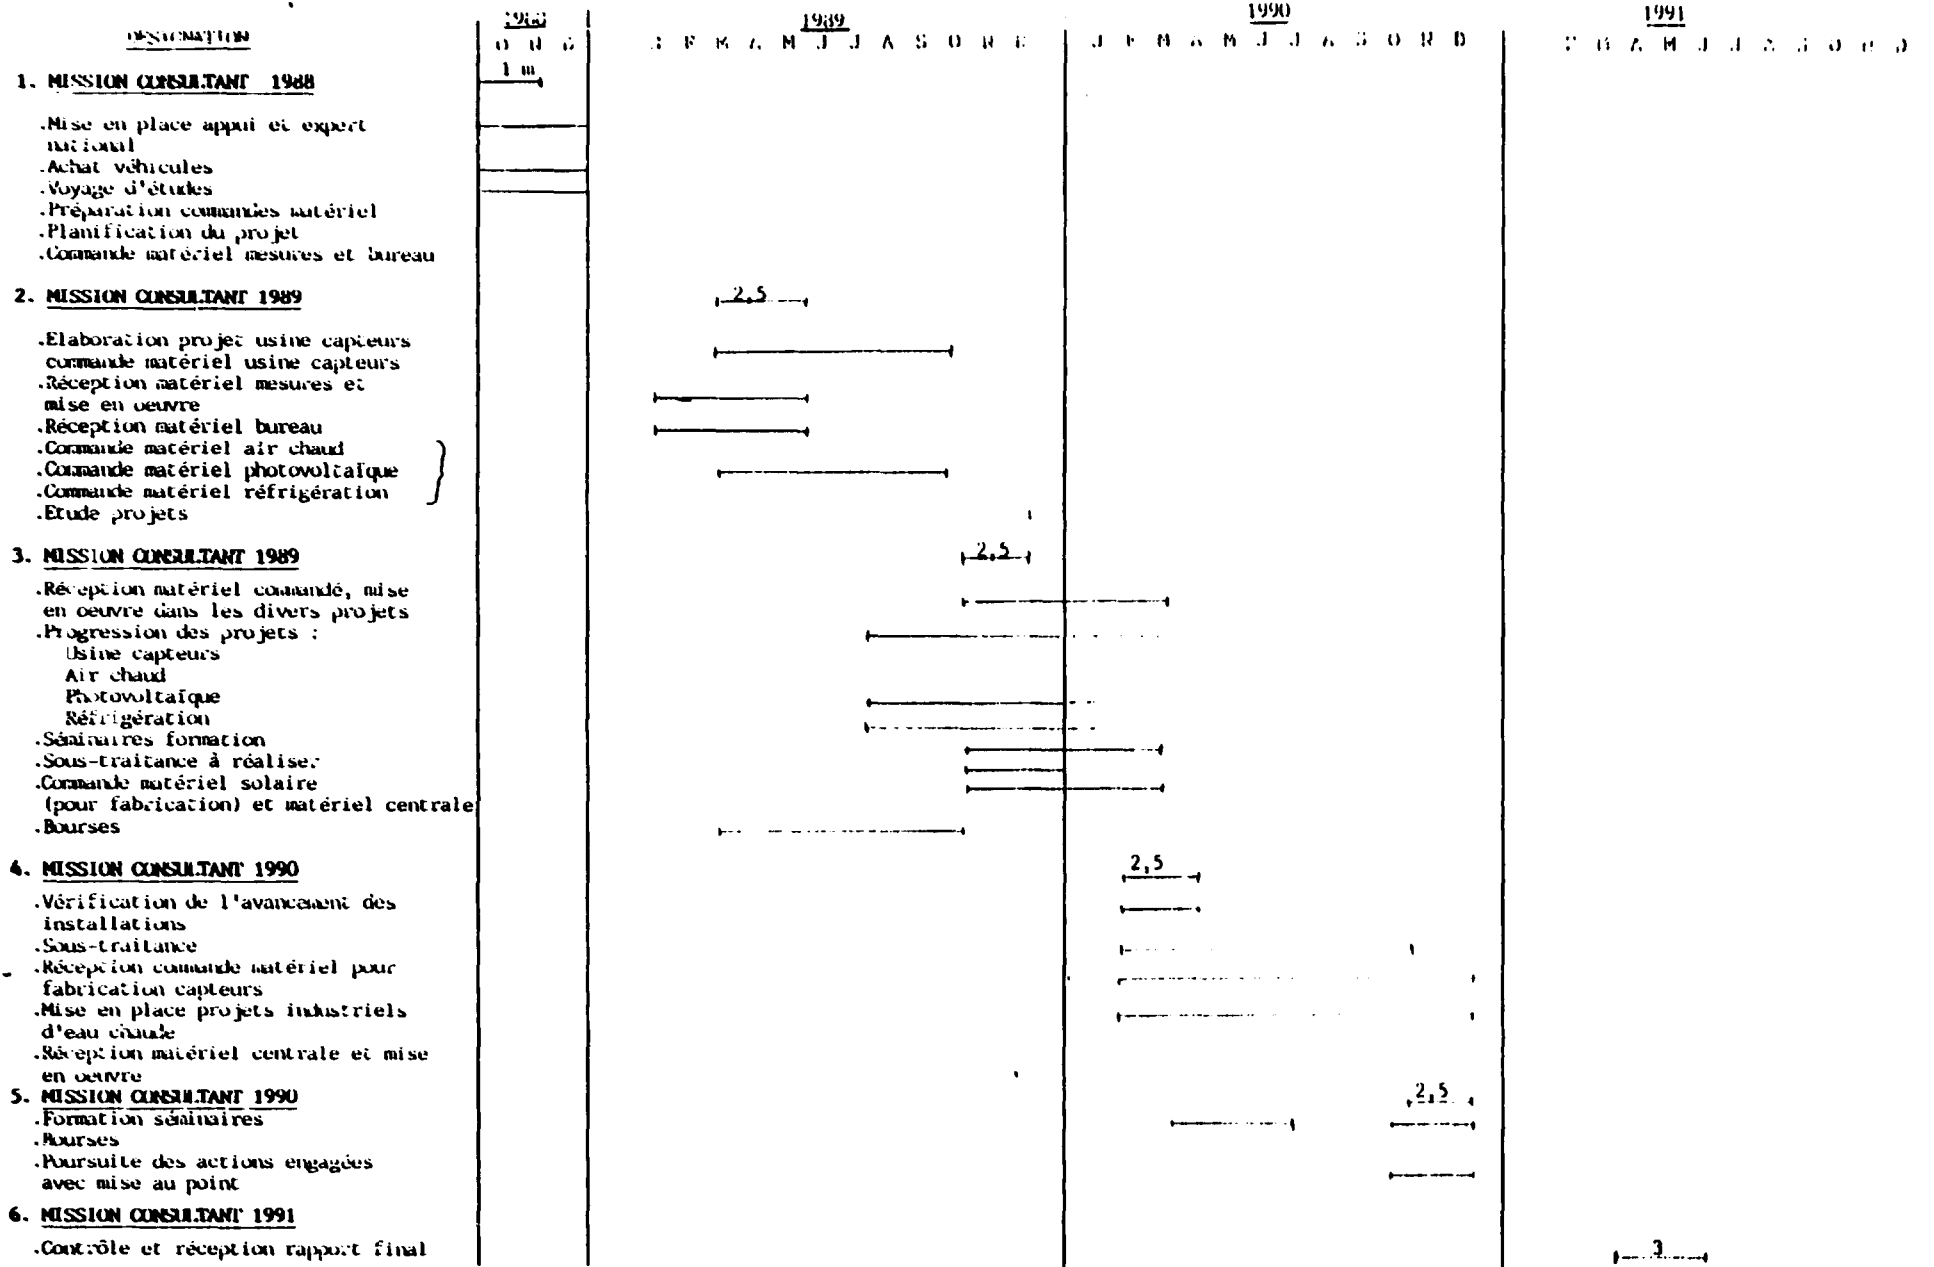 DESIGNATION
1988
1989
1990
1991
O N D
J F M A M J J A S O N D
J F M A M J J A S O N D
F M A M J J A S O N D
1. MISSION CONSULTANT 1988
1 m
.Mise en place appui et expert
national
.Achat véhicules
.Voyage d'études
.Préparation commandes matériel
.Planification du projet
.Commande matériel mesures et bureau
2. MISSION CONSULTANT 1989
2,5
.Elaboration projet usine capteurs
commande matériel usine capteurs
.Réception matériel mesures et
mise en oeuvre
.Réception matériel bureau
.Commande matériel air chaud
.Commande matériel photovoltaïque
.Commande matériel réfrigération
.Etude projets
3. MISSION CONSULTANT 1989
2,5
.Réception matériel commandé, mise
en oeuvre dans les divers projets
.Progression des projets :
Usine capteurs
Air chaud
Photovoltaïque
Réfrigération
.Séminaires formation
.Sous-traitance à réaliser
.Commande matériel solaire
(pour fabrication) et matériel centrale
.Bourses
4. MISSION CONSULTANT 1990
2,5
.Vérification de l'avancement des
installations
.Sous-traitance
.Réception commande matériel pour
fabrication capteurs
.Mise en place projets industriels
d'eau chaude
.Réception matériel centrale et mise
en oeuvre
5. MISSION CONSULTANT 1990
2,5
.Formation séminaires
.Bourses
.Poursuite des actions engagées
avec mise au point
6. MISSION CONSULTANT 1991
.Contrôle et réception rapport final
3